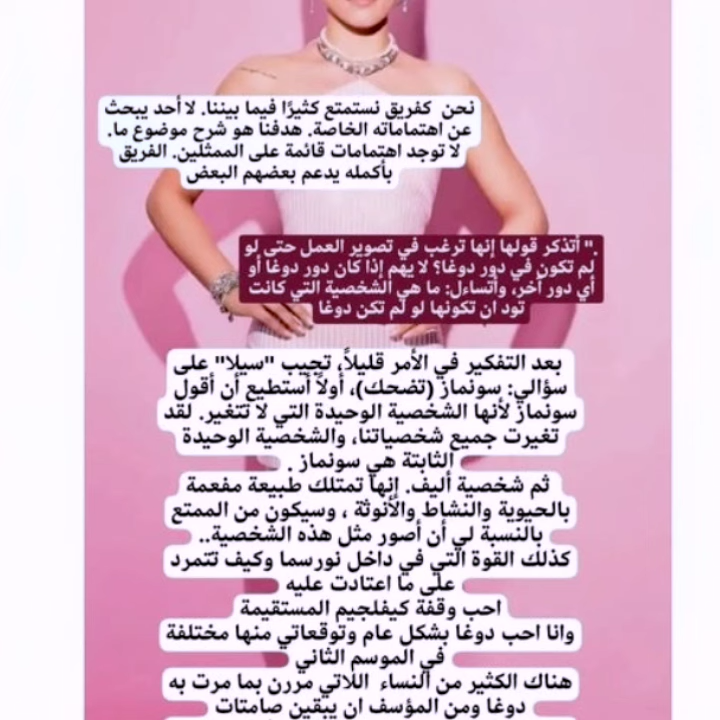 نحن كفريق نستمتع كثيرًا فيما بيننا. لا أحد يبحث
عن اهتماماته الخاصة. هدفنا هو شرح موضوع ما.
لا توجد اهتمامات قائمة على الممثلين. الفريق
بأكمله يدعم بعضهم البعض
." أتذكر قولها إنها ترغب في تصوير العمل حتى لو
لم تكون في دور دوغا؟ لا يهم إذا كان دور دوغا أو
أي دور آخر، وأتساءل: ما هي الشخصية التي كانت
تود ان تكونها لو لم تكن دوغا
بعد التفكير في الأمر قليلاً، تجيب "سيلا" على
سؤالي: سونماز (تضحك)، أولاً أستطيع أن أقول
سونماز لأنها الشخصية الوحيدة التي لا تتغير. لقد
تغيرت جميع شخصياتنا، والشخصية الوحيدة
الثابتة هي سونماز .
ثم شخصية أليف. إنها تمتلك طبيعة مفعمة
بالحيوية والنشاط والأنوثة ، وسيكون من الممتع
بالنسبة لي أن أصور مثل هذه الشخصية..
كذلك القوة التي في داخل نورسما وكيف تتمرد
على ما اعتادت عليه
احب وقفة كيفلجيم المستقيمة
وانا احب دوغا بشكل عام وتوقعاتي منها مختلفة
في الموسم الثاني
هناك الكثير من النساء اللاتي مررن بما مرت به
دوغا ومن المؤسف ان يبقين صامتات